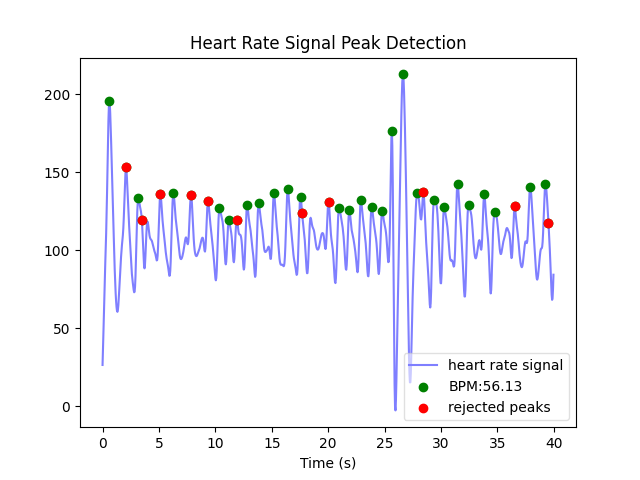 Heart Rate Signal Peak Detection
200
150
100
50
0
heart rate signal
BPM:56.13
rejected peaks
0 5 10 15 20 25 30 35 40
Time (s)